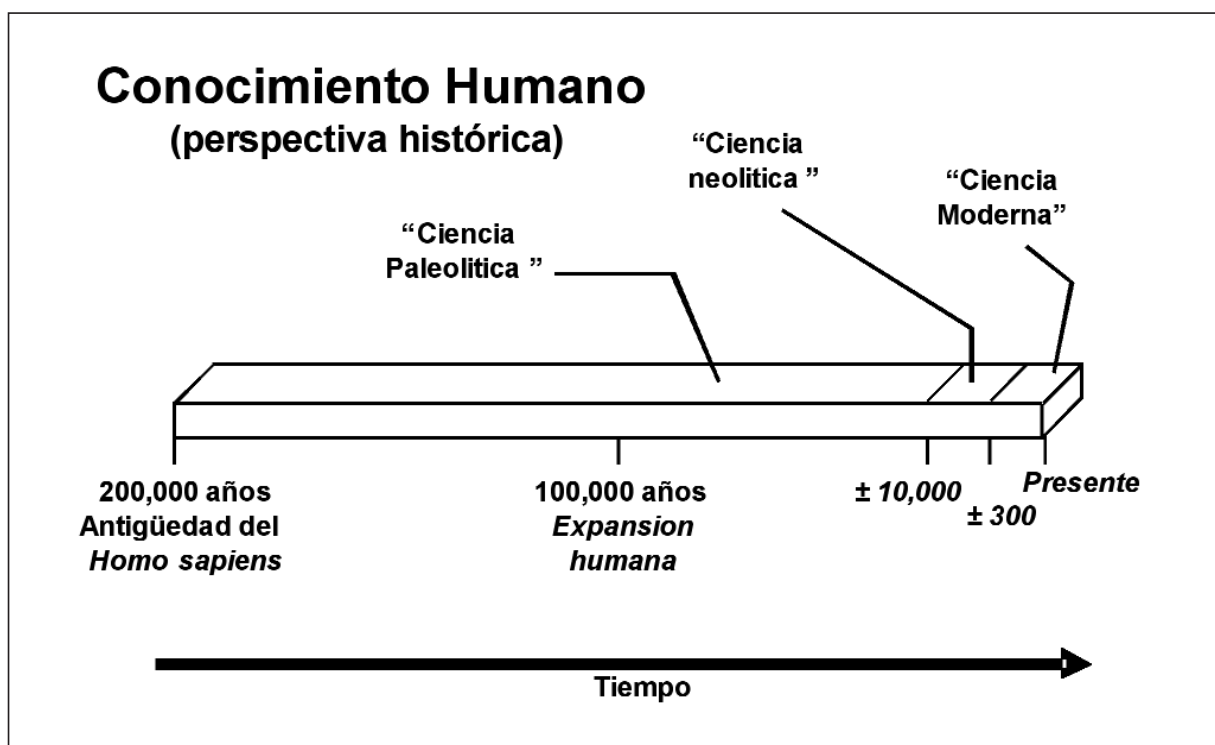 Conocimiento Humano
(perspectiva histórica)
“Ciencia
neolitica ”
“Ciencia
Moderna”
“Ciencia
Paleolitica ”
200,000 años
Antigüedad del
Homo sapiens
100,000 años
Expansion
humana
± 10,000
± 300
Presente
Tiempo